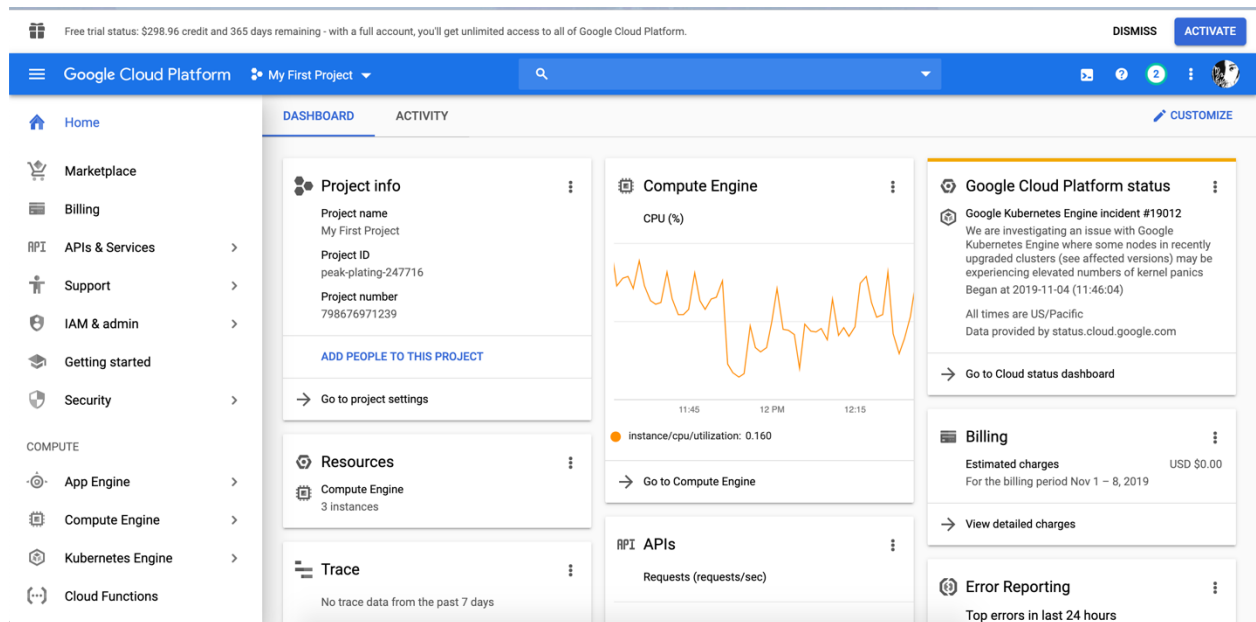 Free trial status: $298.96 credit and 365 days remaining - with a full account, you'll get unlimited access to all of Google Cloud Platform.
DISMISS
ACTIVATE
Google Cloud Platform
My First Project
2
Home
Marketplace
Billing
API APIs & Services
Support
IAM & admin
Getting started
Security
COMPUTE
App Engine
Compute Engine
Kubernetes Engine
Cloud Functions
DASHBOARD
ACTIVITY
CUSTOMIZE
Project info
Project name
My First Project
Project ID
peak-plating-247716
Project number
798676971239
ADD PEOPLE TO THIS PROJECT
Go to project settings
Resources
Compute Engine
3 instances
Trace
No trace data from the past 7 days
Compute Engine
CPU (%)
11:45
12 PM
12:15
instance/cpu/utilization: 0.160
Go to Compute Engine
API APIs
Requests (requests/sec)
Google Cloud Platform status
Google Kubernetes Engine incident #19012
We are investigating an issue with Google
Kubernetes Engine where some nodes in recently
upgraded clusters (see affected versions) may be
experiencing elevated numbers of kernel panics
Began at 2019-11-04 (11:46:04)
All times are US/Pacific
Data provided by status.cloud.google.com
Go to Cloud status dashboard
Billing
Estimated charges
USD $0.00
For the billing period Nov 1 – 8, 2019
View detailed charges
Error Reporting
Top errors in last 24 hours